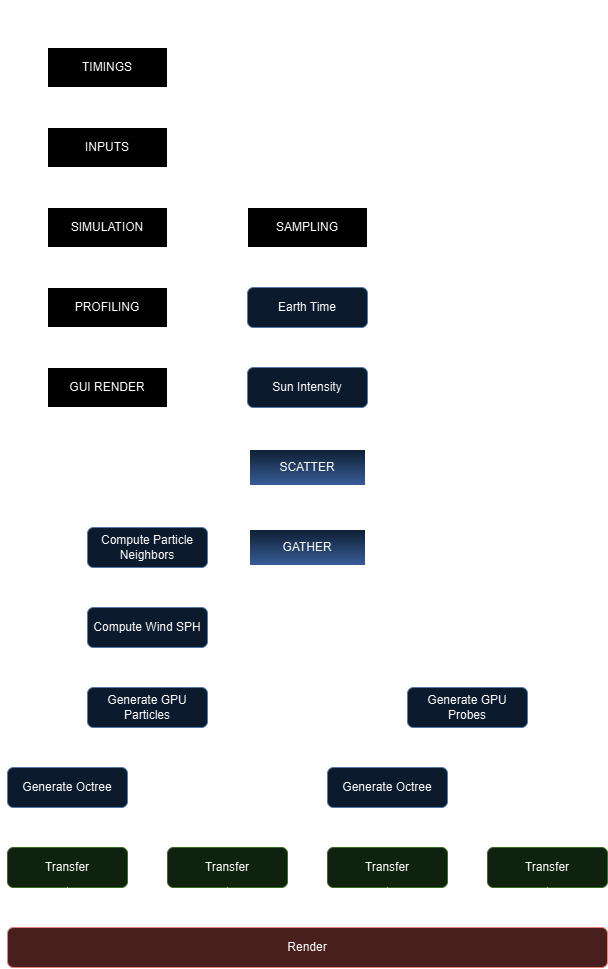 TIMINGS
INPUTS
SIMULATION
SAMPLING
PROFILING
Earth Time
GUI RENDER
Sun Intensity
SCATTER
Compute Particle
Neighbors
GATHER
Compute Wind SPH
Generate GPU
Particles
Generate GPU
Probes
Generate Octree
Generate Octree
Transfer
Transfer
Transfer
Transfer
Render